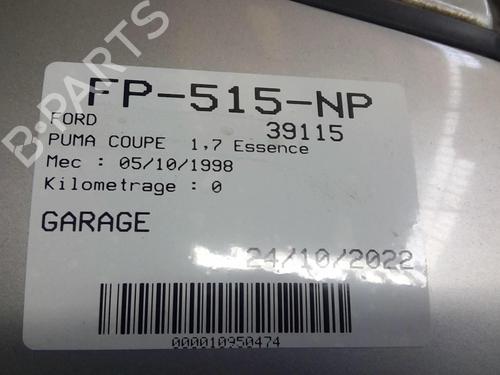 FP-515-NP
FORD
39115
PUMA COUPE 1,7 Essence
Mec : 05/10/1998
Kilometrage : 0
GARAGE
24/10/2022
000010950474
B-PARTS